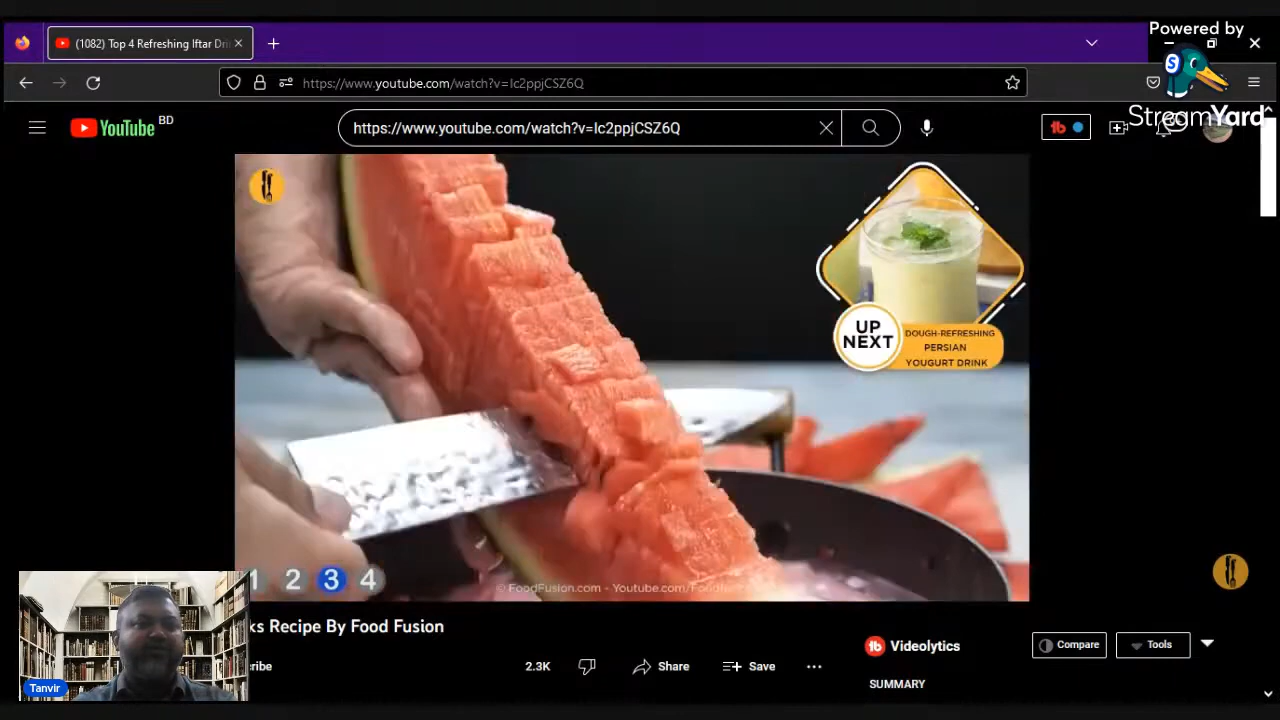 Powered by
StreamYard
(1082) Top 4 Refreshing Iftar Dri
https://www.youtube.com/watch?v=Ic2ppjCSZ6Q
YouTube BD
https://www.youtube.com/watch?v=Ic2ppjCSZ6Q
tb
UP
NEXT
DOUGH-REFRESHING
PERSIAN
YOUGURT DRINK
1 2 3 4
© FoodFusion.com - Youtube.com/
ks Recipe By Food Fusion
tb Videolytics
Compare
Tools
ribe
2.3K
Share
Save
SUMMARY
Tanvir